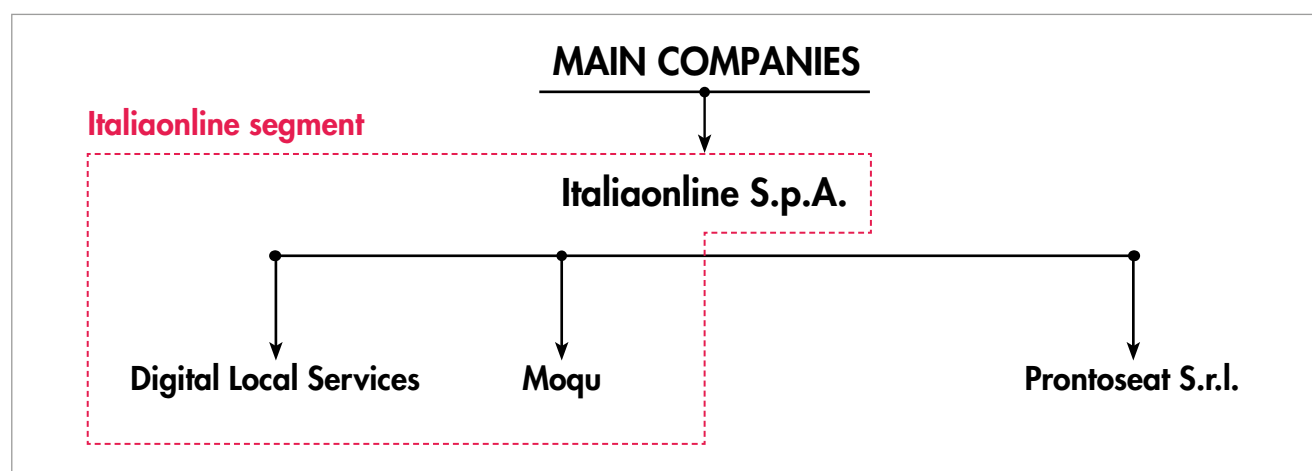 MAIN COMPANIES
Italiaonline segment
Italiaonline S.p.A.
Digital Local Services
Moqu
Prontoseat S.r.l.